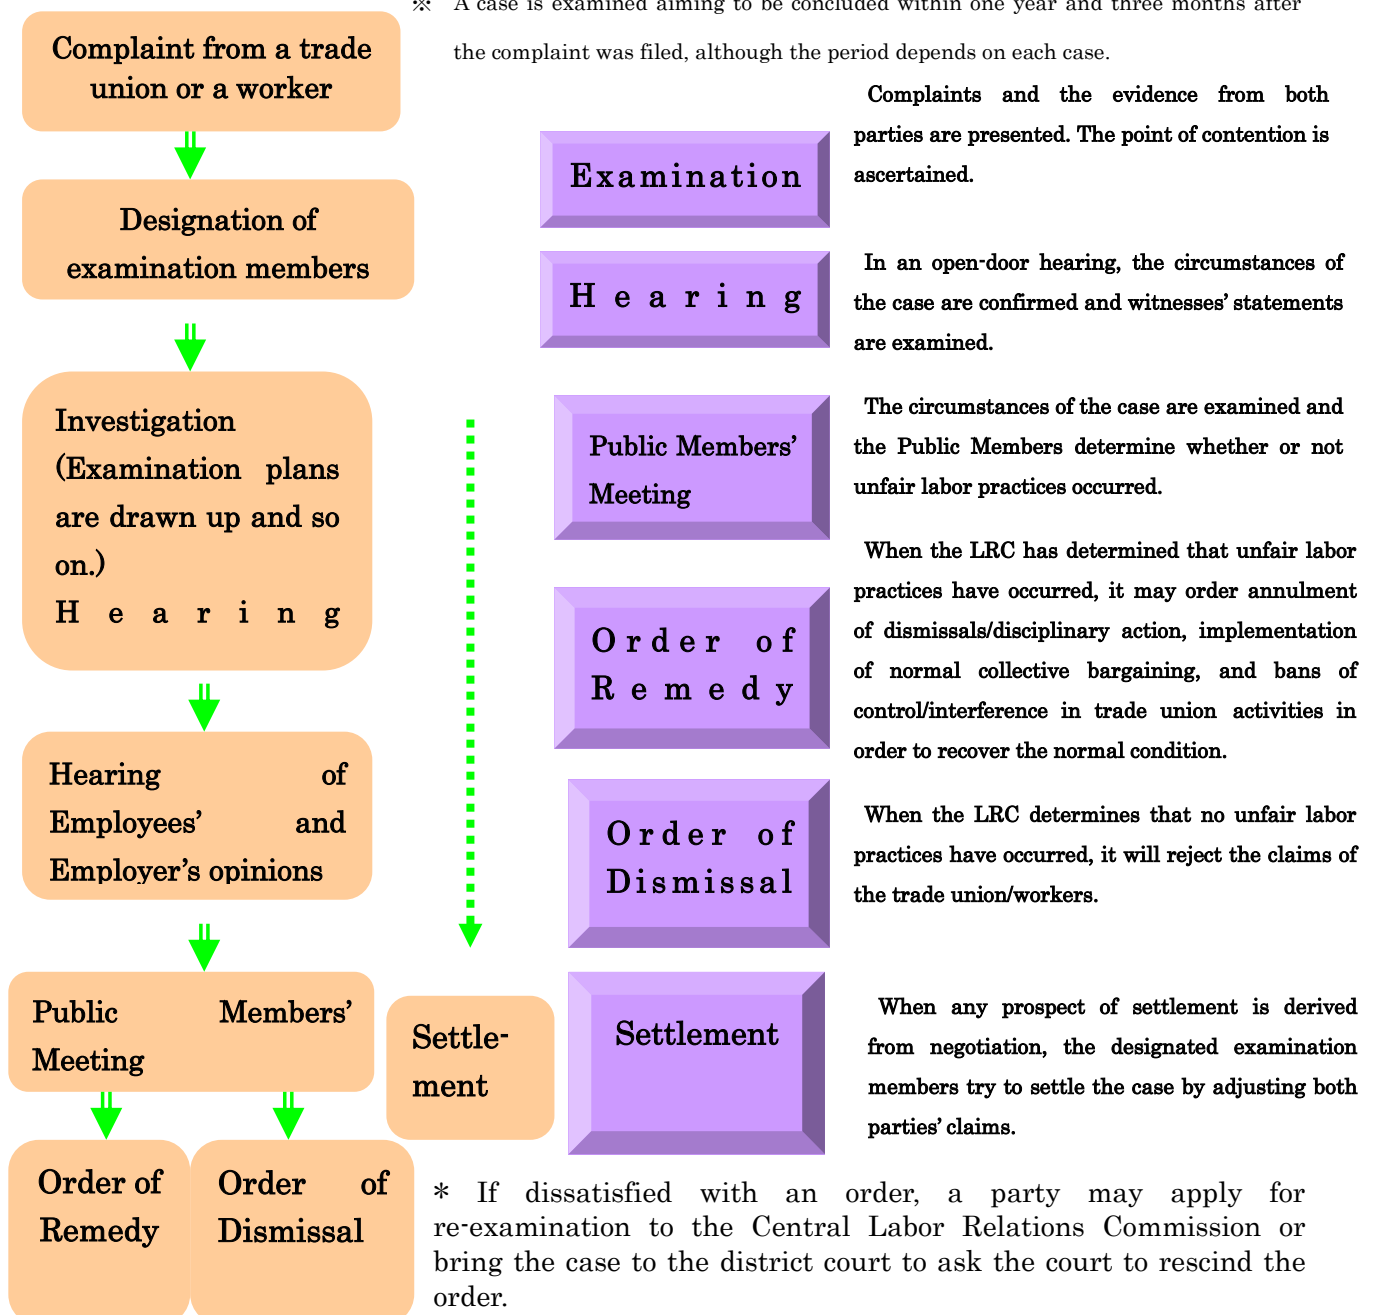 ※ A case is examined aiming to be concluded within one year and three months after
the complaint was filed, although the period depends on each case.
Complaint from a trade
union or a worker
Designation of
examination members
Investigation
(Examination plans
are drawn up and so
on.)
Hearing
Hearing of
Employees’ and
Employer’s opinions
Public Members’
Meeting
Order of
Remedy
Order of
Dismissal
Settle-
ment
Examination
Complaints and the evidence from both
parties are presented. The point of contention is
ascertained.
Hearing
In an open-door hearing, the circumstances of
the case are confirmed and witnesses’ statements
are examined.
Public Members’
Meeting
The circumstances of the case are examined and
the Public Members determine whether or not
unfair labor practices occurred.
Order of
Remedy
When the LRC has determined that unfair labor
practices have occurred, it may order annulment
of dismissals/disciplinary action, implementation
of normal collective bargaining, and bans of
control/interference in trade union activities in
order to recover the normal condition.
Order of
Dismissal
When the LRC determines that no unfair labor
practices have occurred, it will reject the claims of
the trade union/workers.
Settlement
When any prospect of settlement is derived
from negotiation, the designated examination
members try to settle the case by adjusting both
parties’ claims.
* If dissatisfied with an order, a party may apply for
re-examination to the Central Labor Relations Commission or
bring the case to the district court to ask the court to rescind the
order.